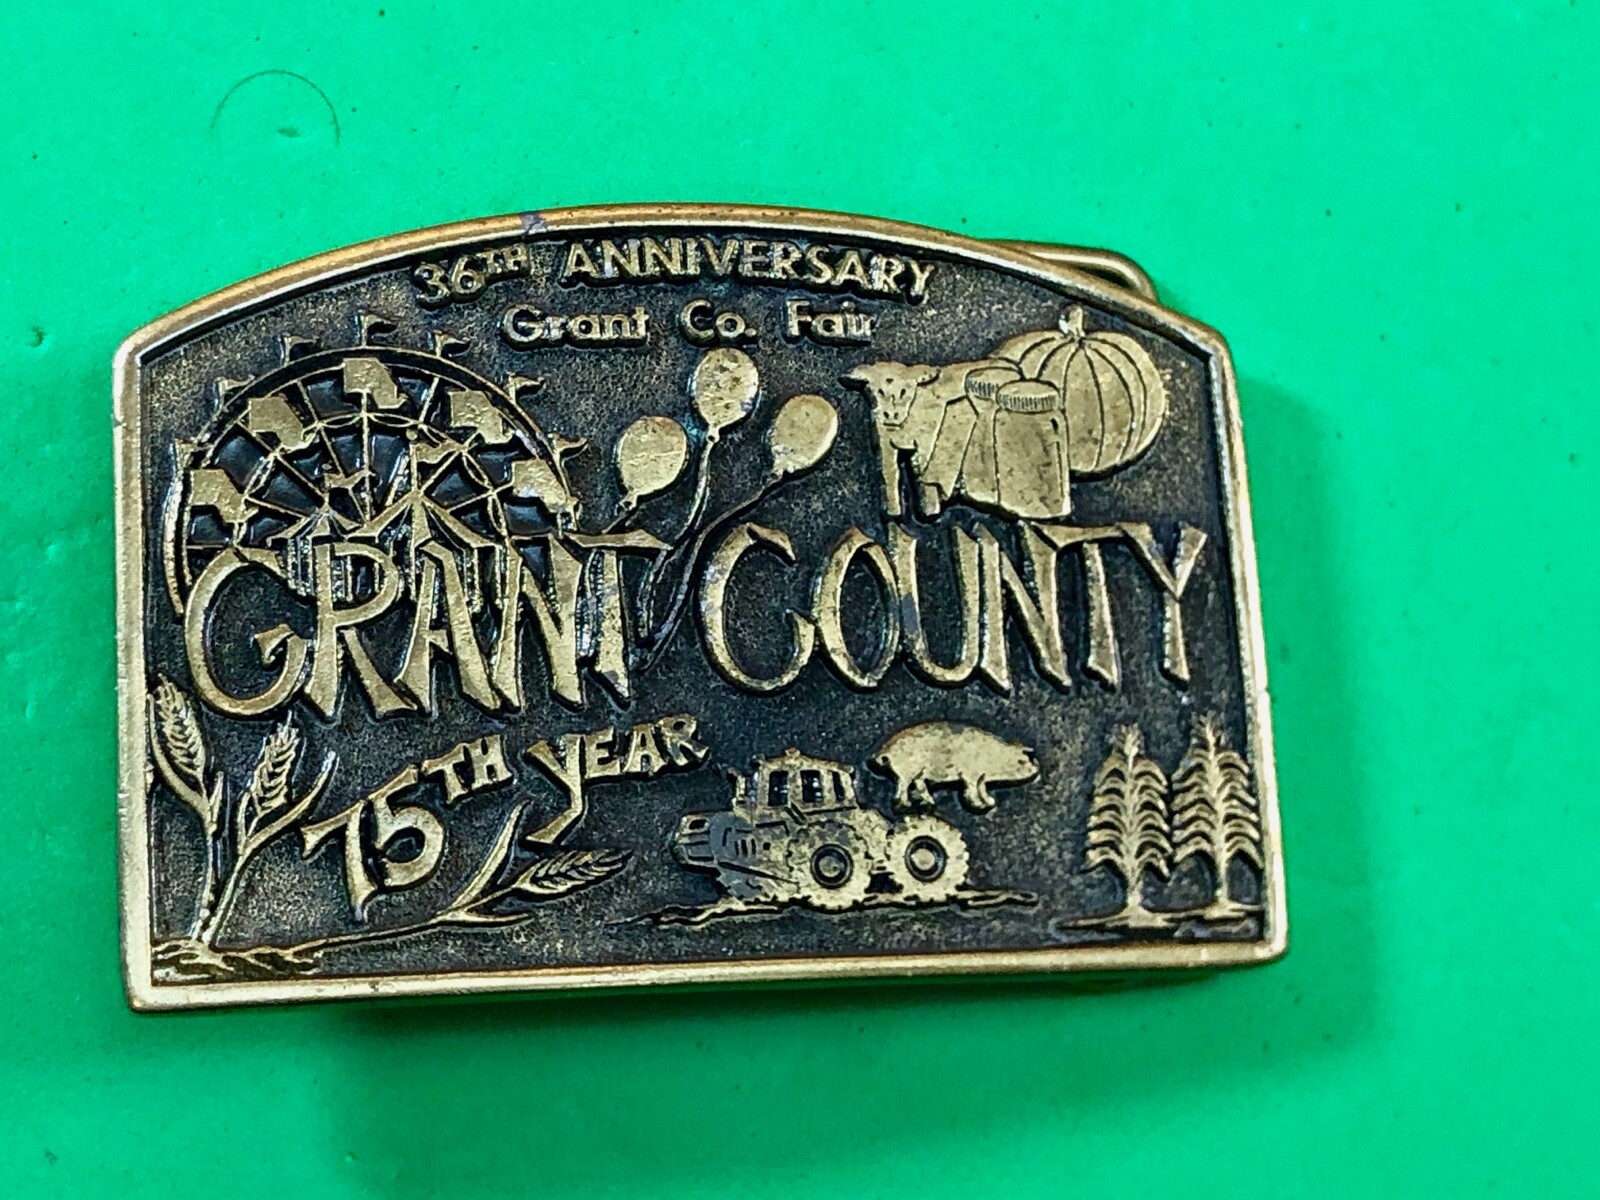 36TH ANNIVERSARY
Grant Co. Fair
GRANT COUNTY
75TH YEAR